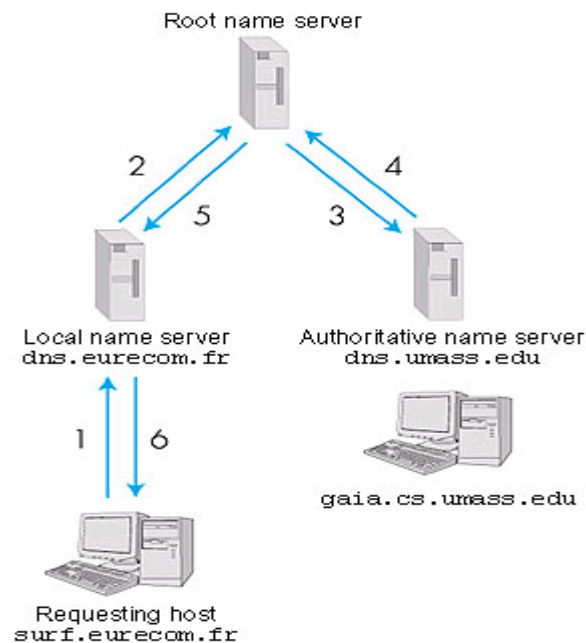 Root name server
2
4
5
3
Local name server
dns.eurecom.fr
Authoritative name server
dns.umass.edu
1
6
gaia.cs.umass.edu
Requesting host
surf.eurecom.fr